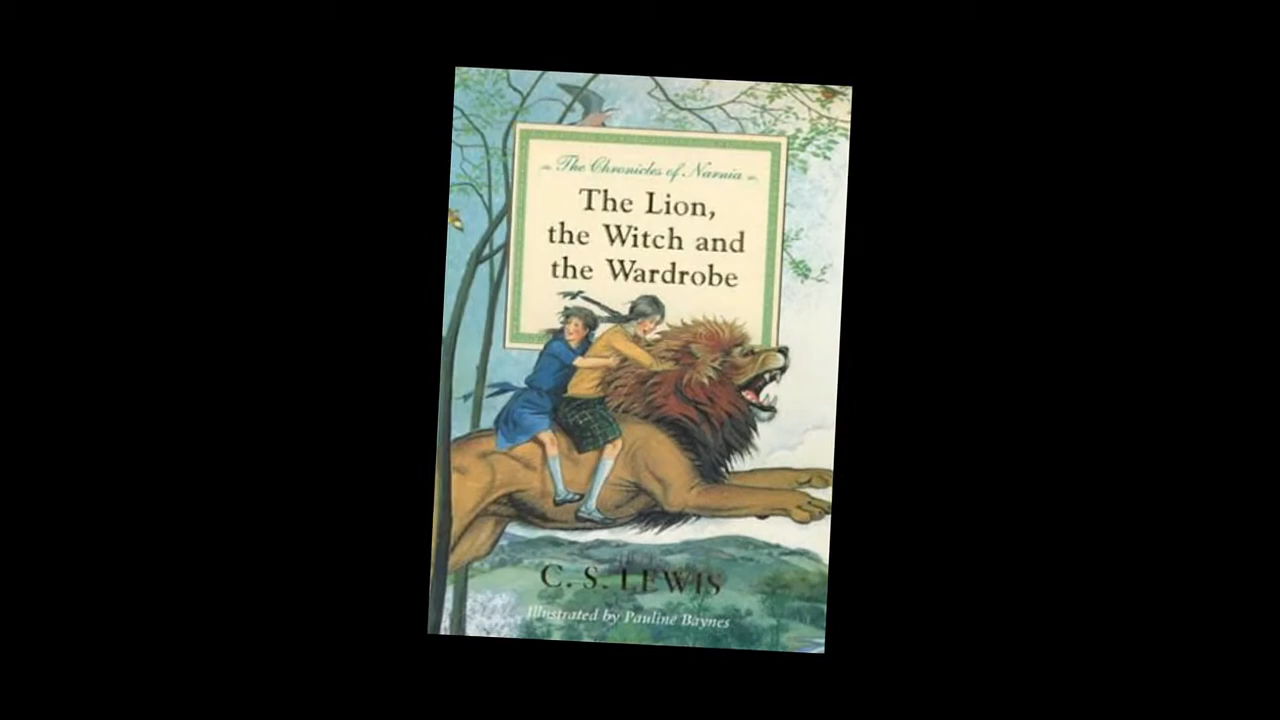 The Chronicles of Narnia
The Lion,
the Witch and
the Wardrobe
C. S. LEWIS
Illustrated by Pauline Baynes